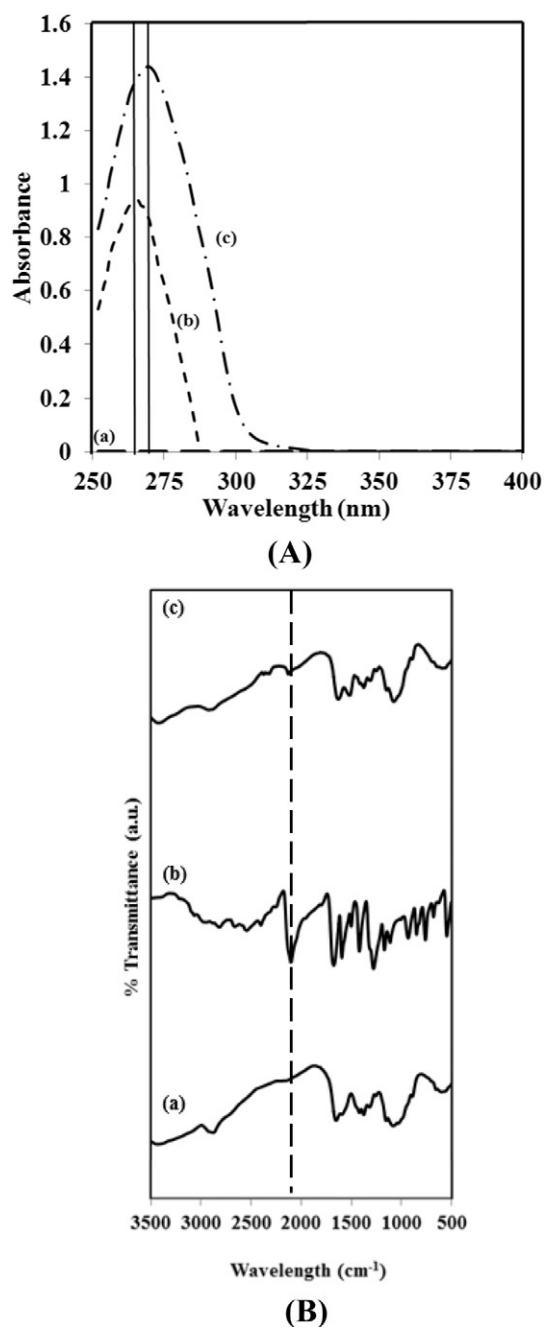 1.6
1.4
1.2
1
0.8
0.6
0.4
0.2
0
Absorbance
(c)
(b)
(a)
250 275 300 325 350 375 400
Wavelength (nm)
(A)
(c)
(b)
(a)
% Transmittance (a.u.)
3500 3000 2500 2000 1500 1000 500
Wavelength (cm-1)
(B)